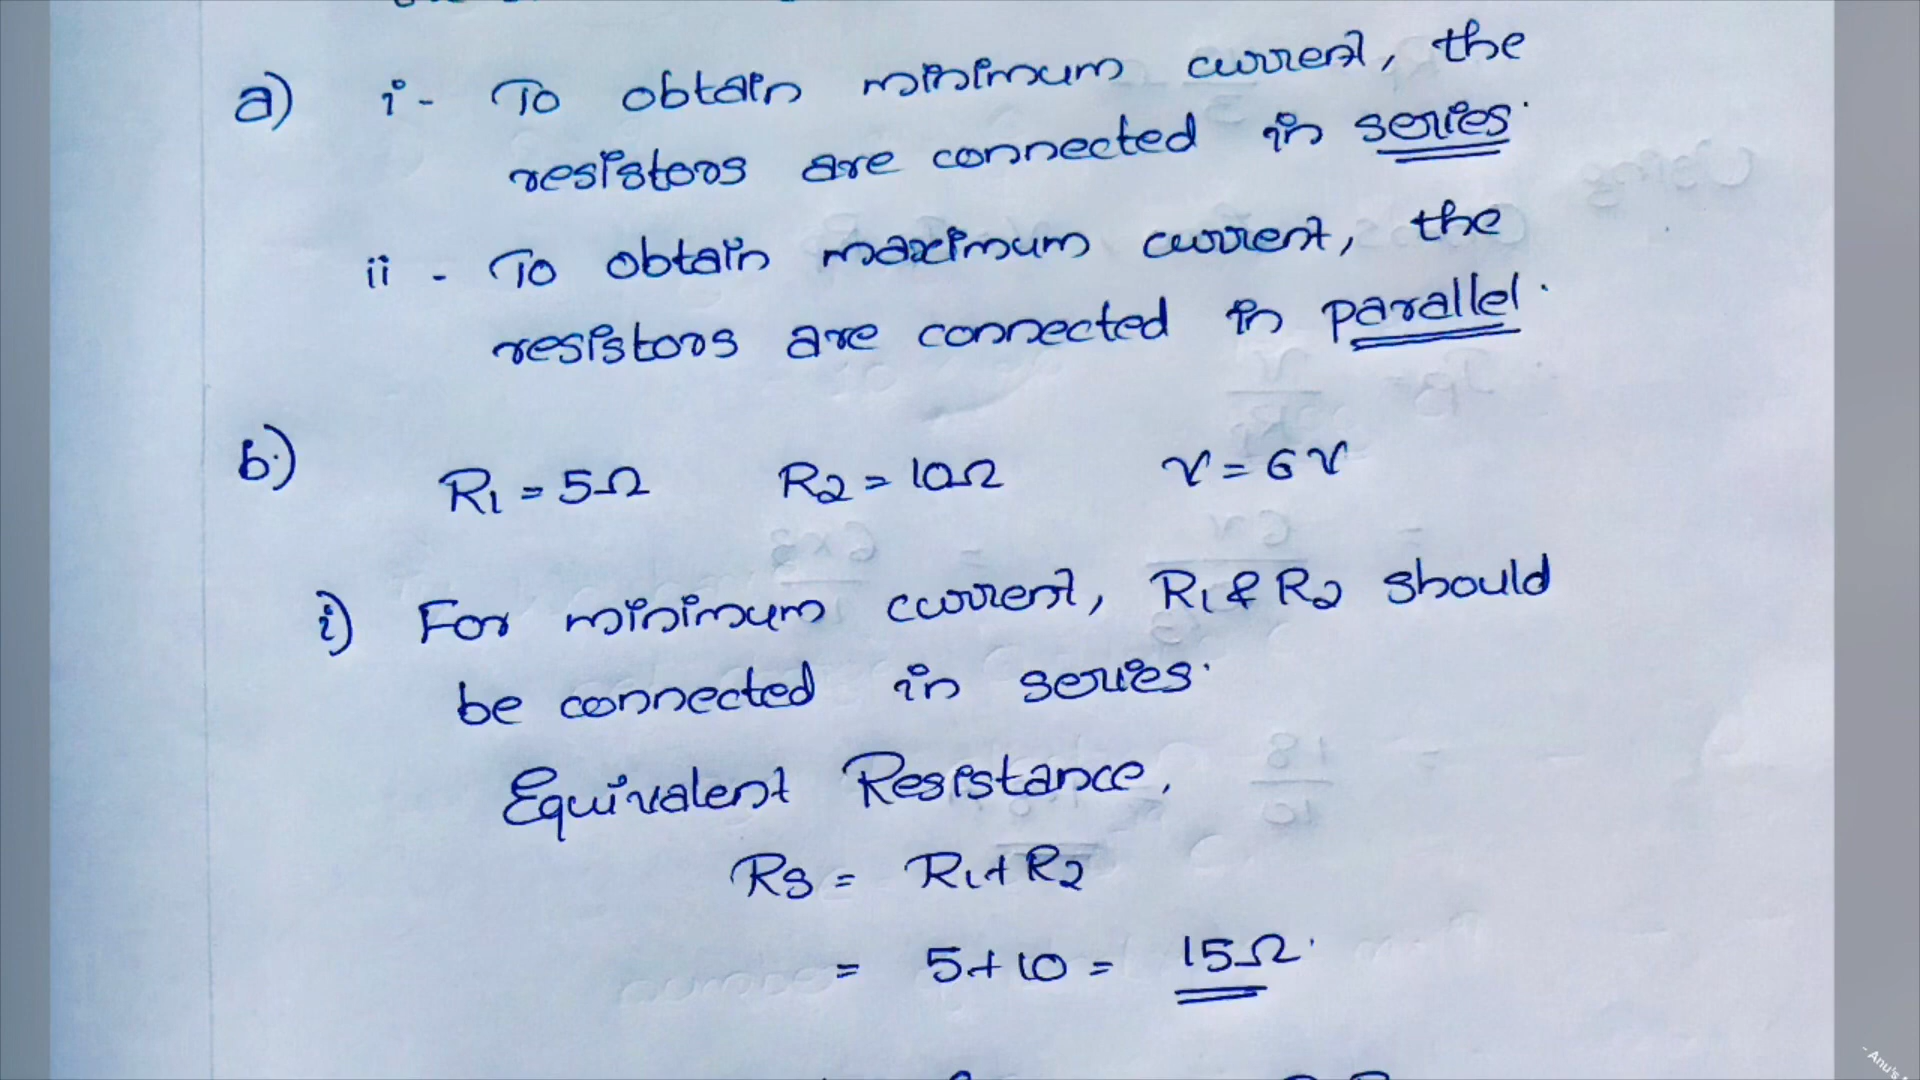 a) i- To obtain minimum current, the
resistors are connected in series.
ii - To obtain maximum current, the
resistors are connected in parallel.
b) R1 = 5Ω R2 = 10Ω V = 6V
i) For minimum current, R1 & R2 should
be connected in series.
Equivalent Resistance,
Rs = R1 + R2
= 5 + 10 = 15Ω.
- Anu's